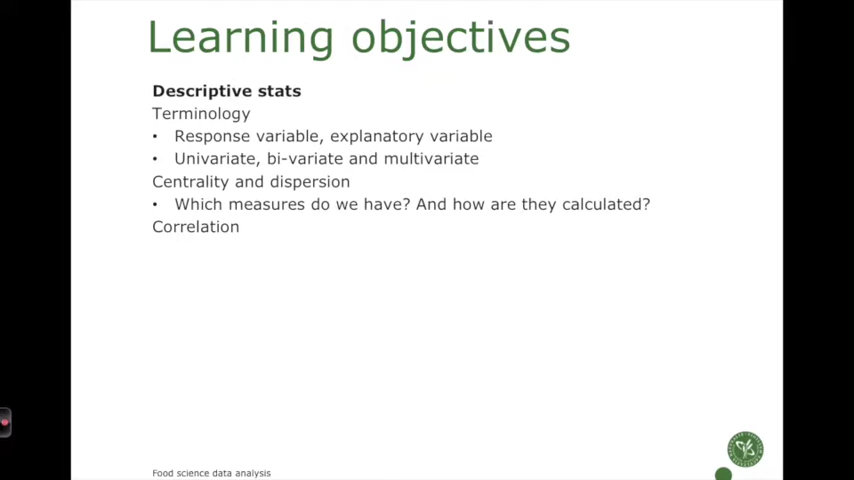 Learning objectives
Descriptive stats
Terminology
• Response variable, explanatory variable
• Univariate, bi-variate and multivariate
Centrality and dispersion
• Which measures do we have? And how are they calculated?
Correlation
Food science data analysis